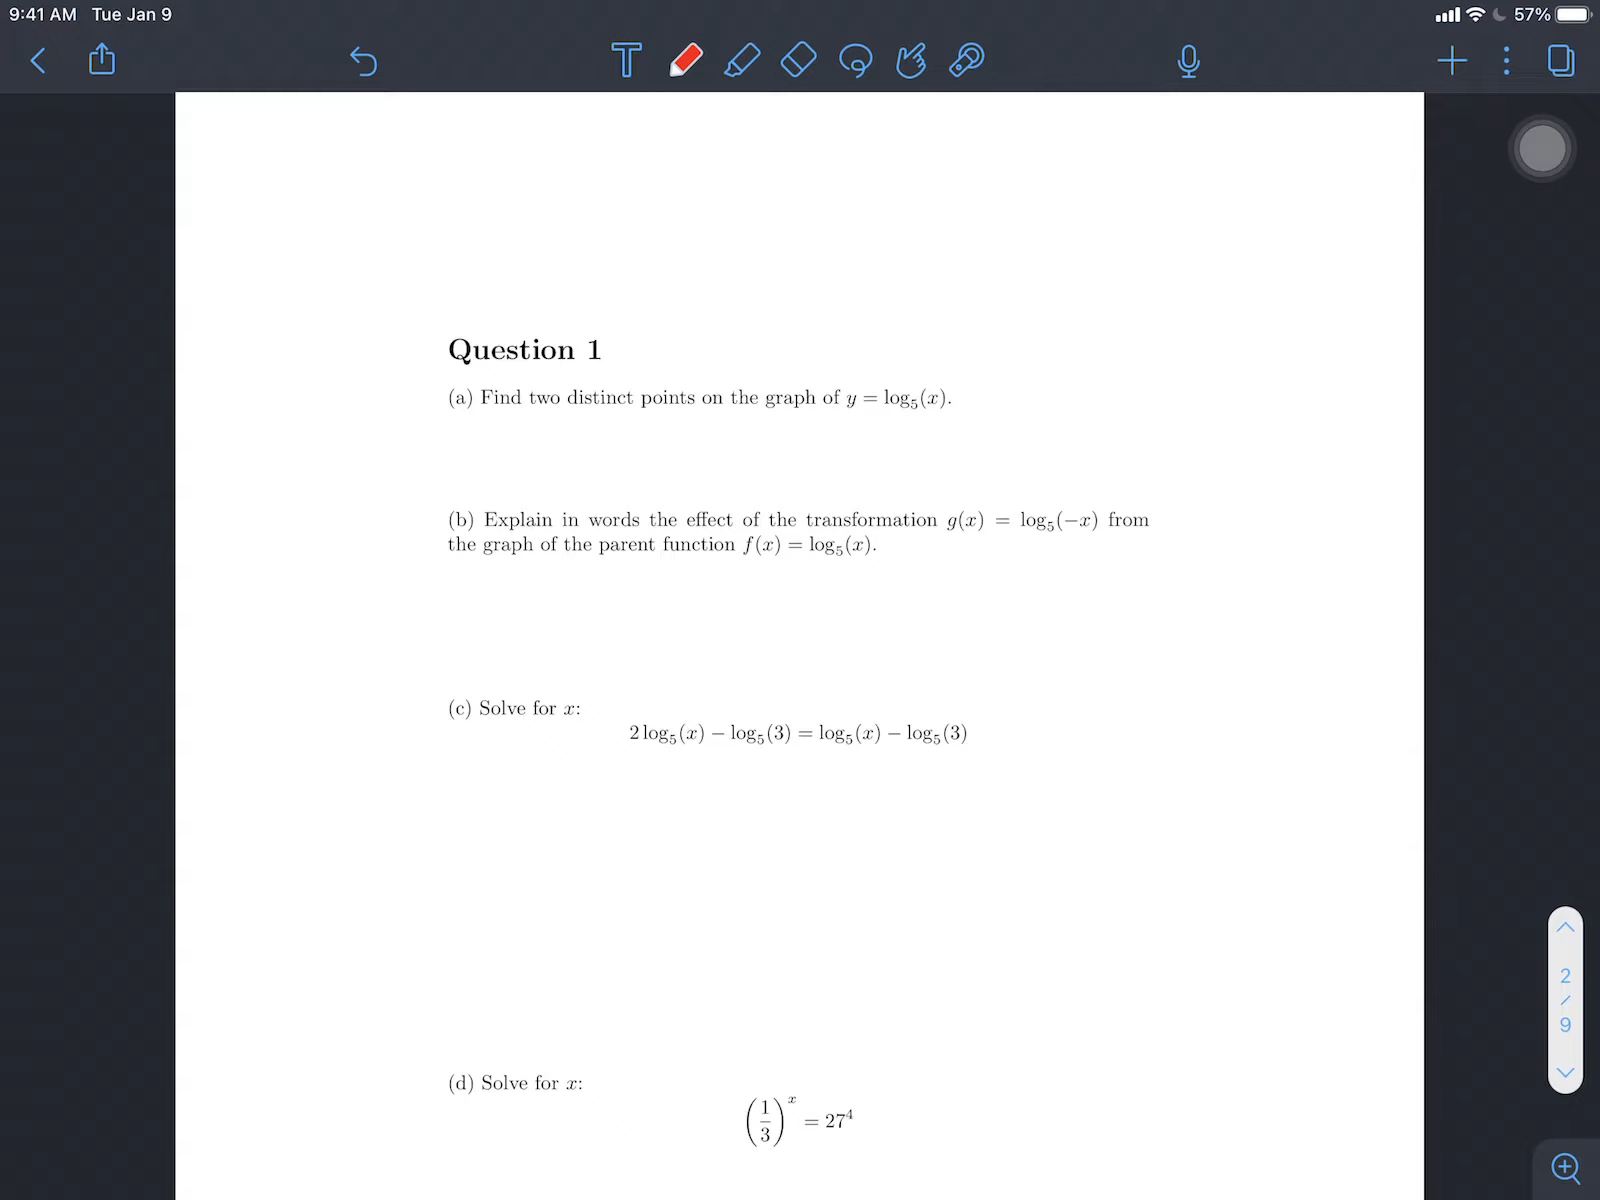 9:41 AM Tue Jan 9
57%
T
Question 1
(a) Find two distinct points on the graph of y = log₅(x).
(b) Explain in words the effect of the transformation g(x) = log₅(−x) from
the graph of the parent function f(x) = log₅(x).
(c) Solve for x:
2 log₅(x) − log₅(3) = log₅(x) − log₅(3)
(d) Solve for x:
(1/3)ˣ = 27⁴
2
/
9